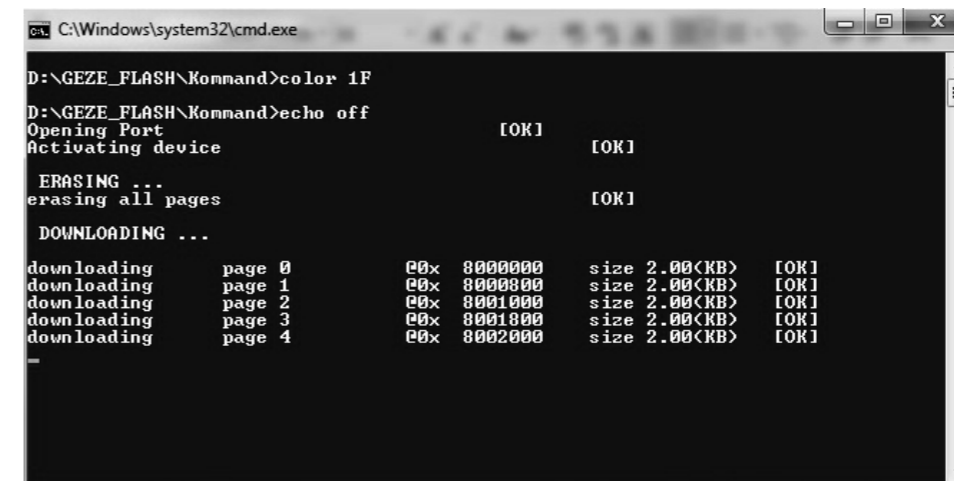 C:\Windows\system32\cmd.exe
D:\GEZE_FLASH\Kommand>color 1F
D:\GEZE_FLASH\Kommand>echo off
Opening Port [OK]
Activating device [OK]
ERASING ...
erasing all pages [OK]
DOWNLOADING ...
downloading page 0 @0x 8000000 size 2.00(KB) [OK]
downloading page 1 @0x 8000800 size 2.00(KB) [OK]
downloading page 2 @0x 8001000 size 2.00(KB) [OK]
downloading page 3 @0x 8001800 size 2.00(KB) [OK]
downloading page 4 @0x 8002000 size 2.00(KB) [OK]